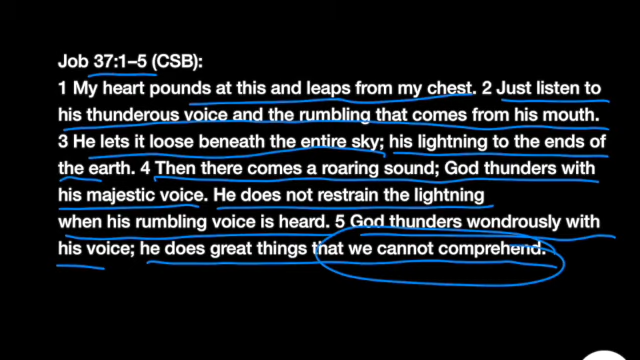 Job 37:1–5 (CSB):
1 My heart pounds at this and leaps from my chest. 2 Just listen to
his thunderous voice and the rumbling that comes from his mouth.
3 He lets it loose beneath the entire sky; his lightning to the ends of
the earth. 4 Then there comes a roaring sound; God thunders with
his majestic voice. He does not restrain the lightning
when his rumbling voice is heard. 5 God thunders wondrously with
his voice; he does great things that we cannot comprehend.